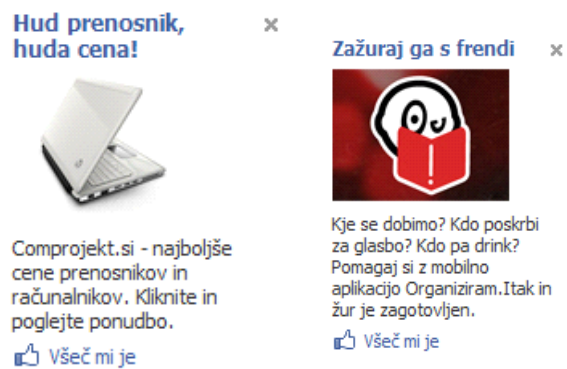 Hud prenosnik,
huda cena!
Comprojekt.si - najboljše
cene prenosnikov in
računalnikov. Kliknite in
poglejte ponudbo.
Všeč mi je
Zažuraj ga s frendi
Kje se dobimo? Kdo poskrbi
za glasbo? Kdo pa drink?
Pomagaj si z mobilno
aplikacijo Organiziram.Itak in
žur je zagotovljen.
Všeč mi je